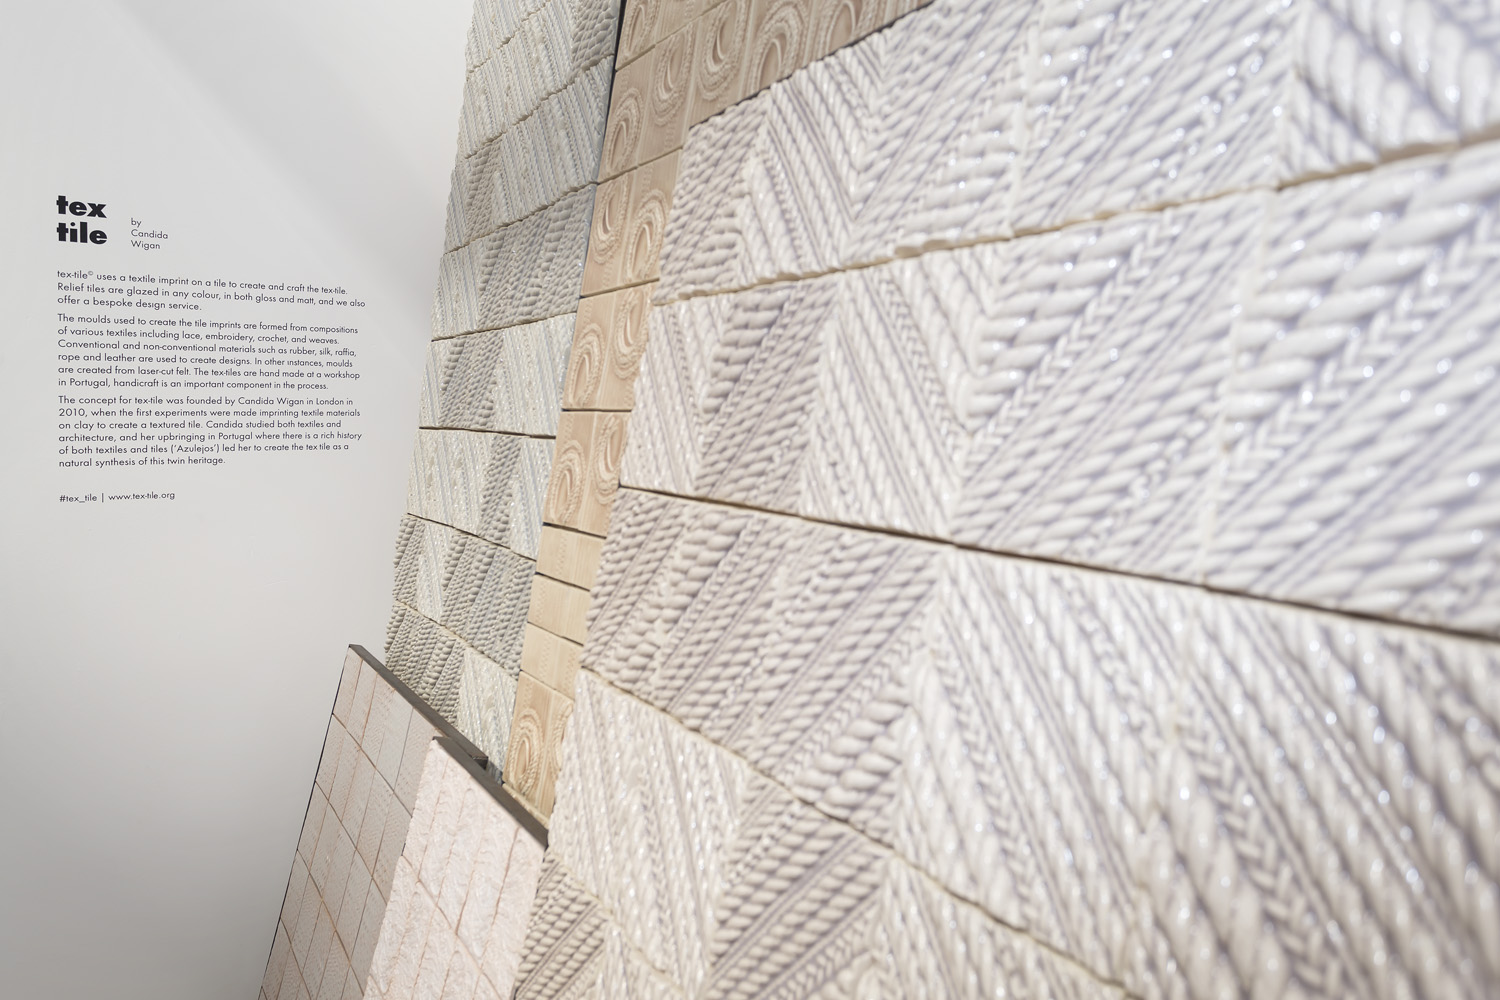 tex
tile
by
Candida
Wigan
tex-tile© uses a textile imprint on a tile to create and craft the tex-tile.
Relief tiles are glazed in any colour, in both gloss and matt, and we also
offer a bespoke design service.
The moulds used to create the tile imprints are formed from compositions
of various textiles including lace, embroidery, crochet, and weaves.
Conventional and non-conventional materials such as rubber, silk, raffia,
rope and leather are used to create designs. In other instances, moulds
are created from laser-cut felt. The tex-tiles are hand made at a workshop
in Portugal, handicraft is an important component in the process.
The concept for tex-tile was founded by Candida Wigan in London in
2010, when the first experiments were made imprinting textile materials
on clay to create a textured tile. Candida studied both textiles and
architecture, and her upbringing in Portugal where there is a rich history
of both textiles and tiles ('Azulejos') led her to create the tex tile as a
natural synthesis of this twin heritage.
#tex_tile | www.tex-tile.org